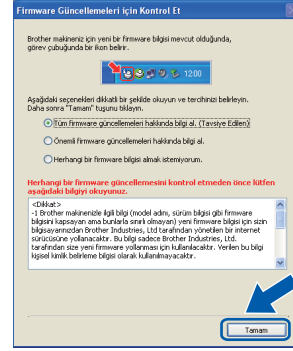 Firmware Güncellemeleri için Kontrol Et
Brother makineniz için yeni bir firmware bilgisi mevcut olduğunda,
görev çubuğunda bir ikon belirir.
12:00
Aşağıdaki seçenekleri dikkatli bir şekilde okuyun ve tercihinizi belirleyin.
Daha sonra "Tamam" tuşunu tıklayın.
Tüm firmware güncellemeleri hakkında bilgi al. (Tavsiye Edilen)
Önemli firmware güncellemeleri hakkında bilgi al.
Herhangi bir firmware bilgisi almak istemiyorum.
Herhangi bir firmware güncellemesini kontrol etmeden önce lütfen
aşağıdaki bilgiyi okuyunuz.
<Dikkat>
-1 Brother makinenizle ilgili bilgi (model adını, sürüm bilgisi gibi firmware
bilgisini kapsayan ama bunlarla sınırlı olmayan) yeni firmware bilgisi için sizin
bilgisayarınızdan Brother Industries, Ltd tarafından yönetilen bir internet
sürücüsüne yollanacaktır. Bu bilgi sadece Brother Industries, Ltd.
tarafından size yeni firmware yollanması için kullanılacaktır. Verilen bu bilgi
kişisel kimlik belirleme bilgisi olarak kullanılmayacaktır.
Tamam